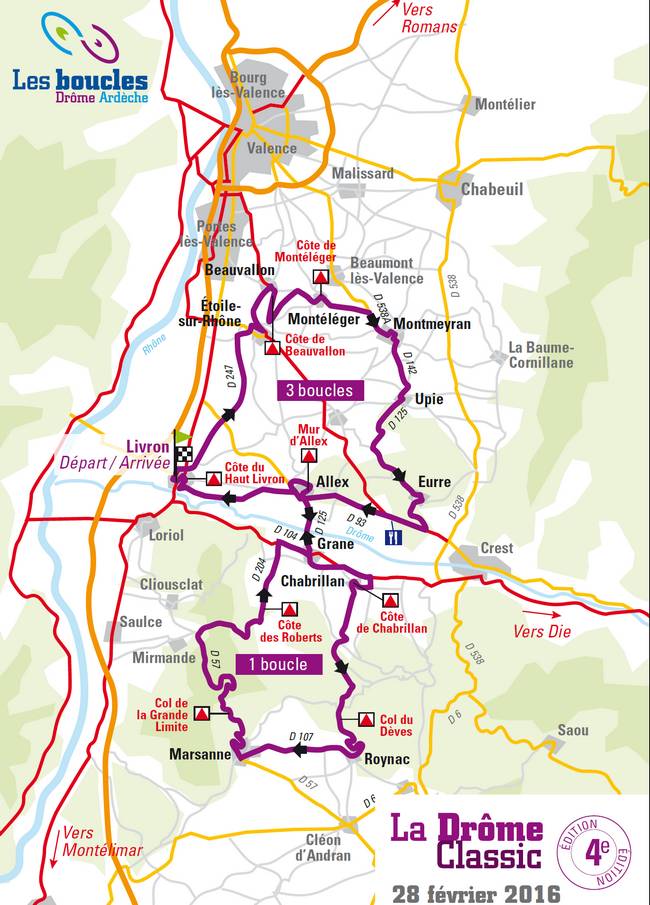 Vers
Romans
Les boucles
Drôme Ardèche
Bourg
lès-Valence
Montélier
Valence
Malissard
Chabeuil
Portes
lès-Valence
Côte de
Montéléger
Beaumont
lès-Valence
Beauvallon
D 538
Étoile-
sur-Rhône
Montéléger
D 538A
Montmeyran
Rhône
Côte de
Beauvallon
La Baume-
Cornillane
D 142
D 247
3 boucles
Upie
D 125
Livron
Départ / Arrivée
Mur
d'Allex
Côte du
Haut Livron
Allex
Eurre
D 538
D 125
D 93
Loriol
D 104
Drôme
Grane
Crest
D 204
Chabrillan
Cliousclat
Côte
des Roberts
Côte
de Chabrillan
Saulce
Vers Die
Mirmande
D 57
1 boucle
D 538
Col de
la Grande
Limite
Col du
Dèves
D 6
Saou
D 107
Marsanne
Roynac
D 57
D 6
Vers
Montélimar
Cléon
d'Andran
La Drôme
Classic
ÉDITION
4e
ÉDITION
28 février 2016